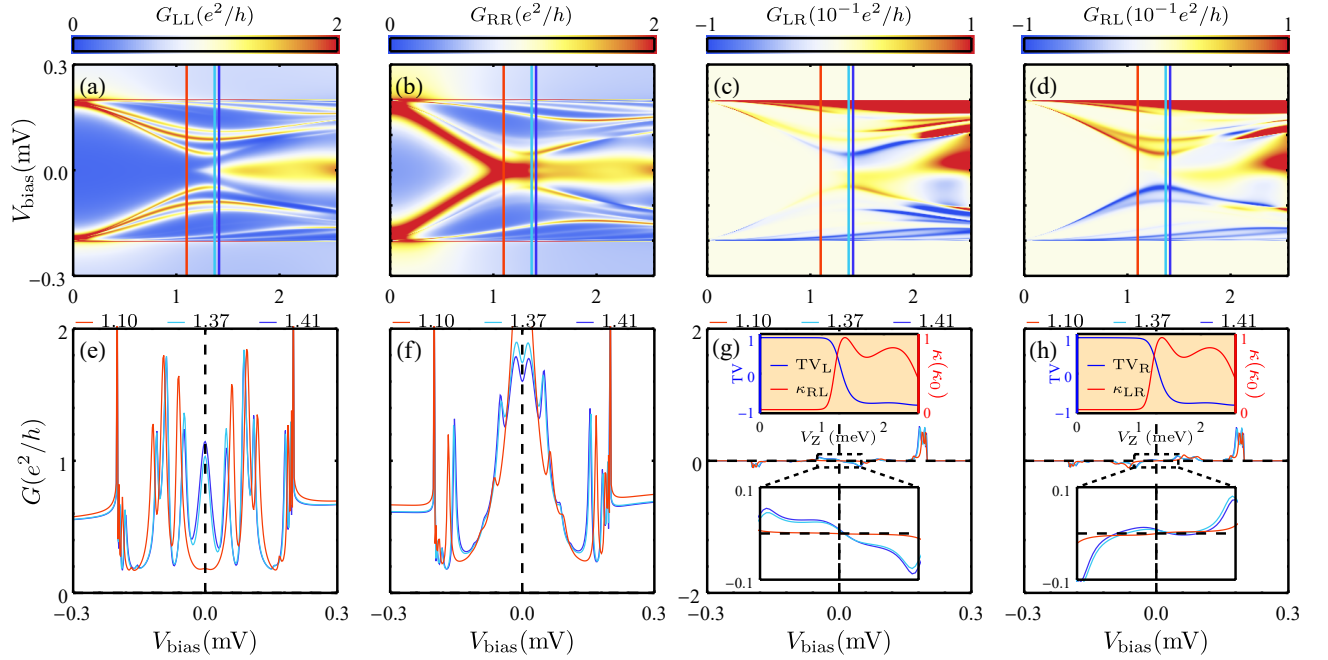 G_LL(e²/h) G_RR(e²/h) G_LR(10⁻¹e²/h) G_RL(10⁻¹e²/h)
0 2 0 2 −1 1 −1 1
0.3 (a) (b) (c) (d)
V_bias(mV) 0.0
−0.3
0 1 2 0 1 2 0 1 2 0 1 2
1.10 1.37 1.41 1.10 1.37 1.41 1.10 1.37 1.41 1.10 1.37 1.41
2 (e) (f) 2 (g) 1 TV −1 TV_L κ_RL 1 κ(κ₀) 0 (h) 1 TV 0 −1 TV_R κ_LR 1 κ(κ₀) 0
0
0 V_Z (meV) 2 0 V_Z (meV) 2
G(e²/h) 1 0
0.1 0.1
−0.1 −0.1
0 −2
−0.3 0.0 0.3 −0.3 0.0 0.3 −0.3 0.0 0.3 −0.3 0.0 0.3
V_bias(mV) V_bias(mV) V_bias(mV) V_bias(mV)